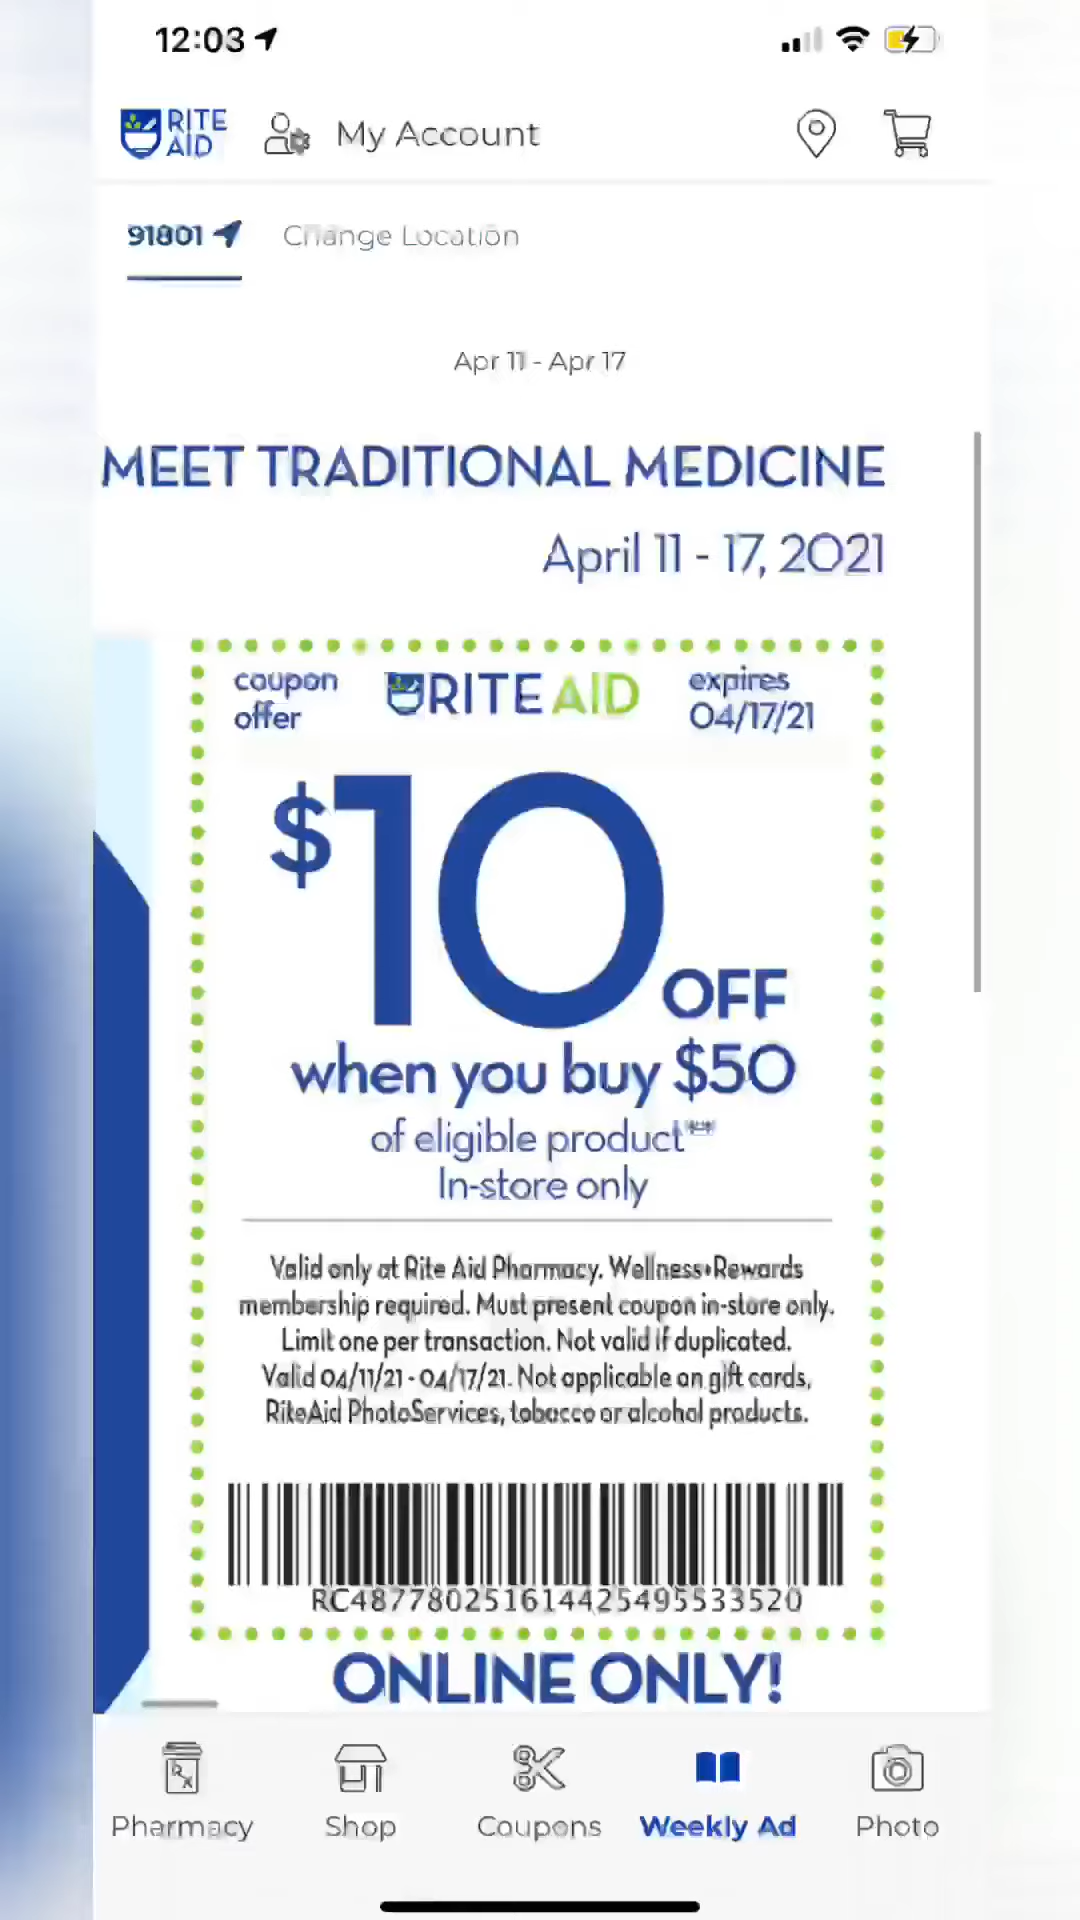 12:03
RITE AID
My Account
91801
Change Location
Apr 11 - Apr 17
MEET TRADITIONAL MEDICINE
April 11 - 17, 2021
coupon offer
RITE AID
expires 04/17/21
$10 OFF
when you buy $50
of eligible product
In-store only
Valid only at Rite Aid Pharmacy. Wellness+Rewards
membership required. Must present coupon in-store only.
Limit one per transaction. Not valid if duplicated.
Valid 04/11/21 - 04/17/21. Not applicable on gift cards,
RiteAid PhotoServices, tobacco or alcohol products.
RC487780251614425495533520
ONLINE ONLY!
Pharmacy
Shop
Coupons
Weekly Ad
Photo